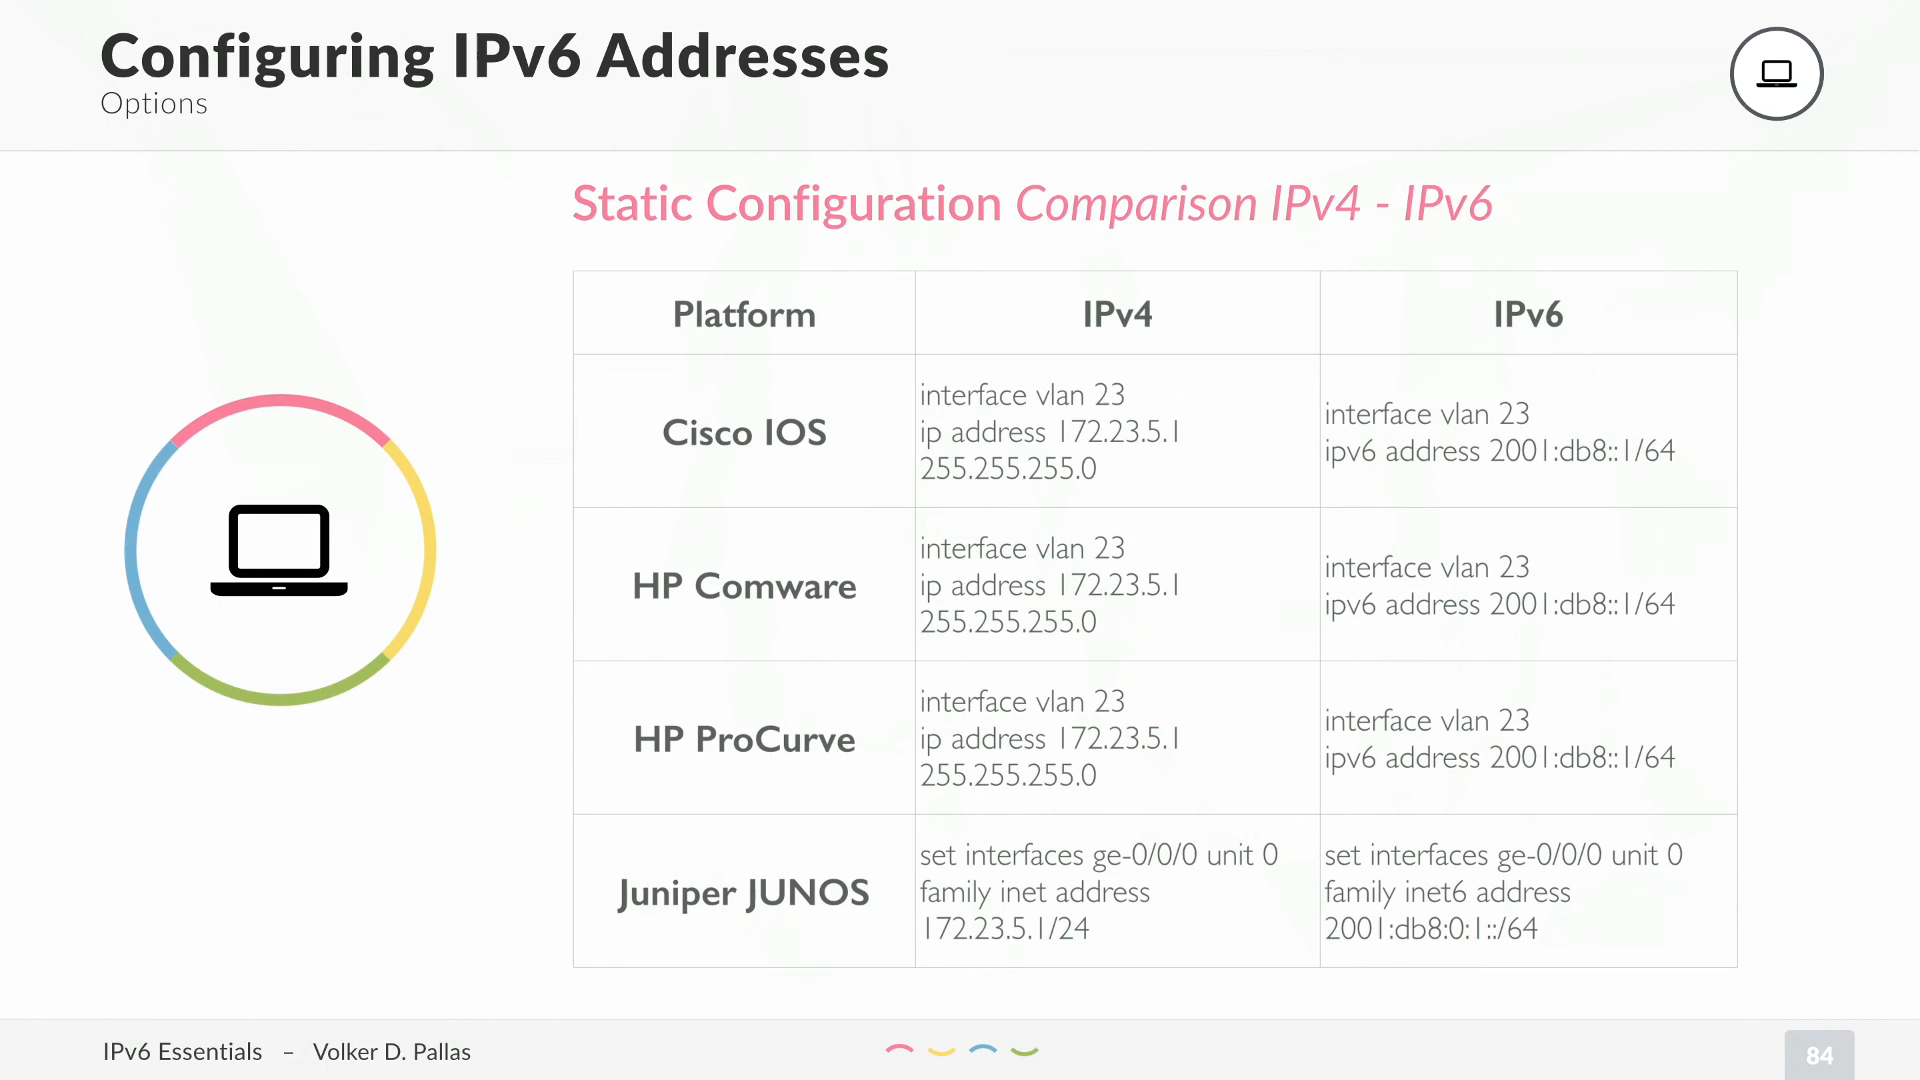 Configuring IPv6 Addresses
Options
Static Configuration Comparison IPv4 - IPv6
Platform
IPv4
IPv6
Cisco IOS
interface vlan 23
ip address 172.23.5.1
255.255.255.0
interface vlan 23
ipv6 address 2001:db8::1/64
HP Comware
interface vlan 23
ip address 172.23.5.1
255.255.255.0
interface vlan 23
ipv6 address 2001:db8::1/64
HP ProCurve
interface vlan 23
ip address 172.23.5.1
255.255.255.0
interface vlan 23
ipv6 address 2001:db8::1/64
Juniper JUNOS
set interfaces ge-0/0/0 unit 0
family inet address
172.23.5.1/24
set interfaces ge-0/0/0 unit 0
family inet6 address
2001:db8:0:1::/64
IPv6 Essentials – Volker D. Pallas
84